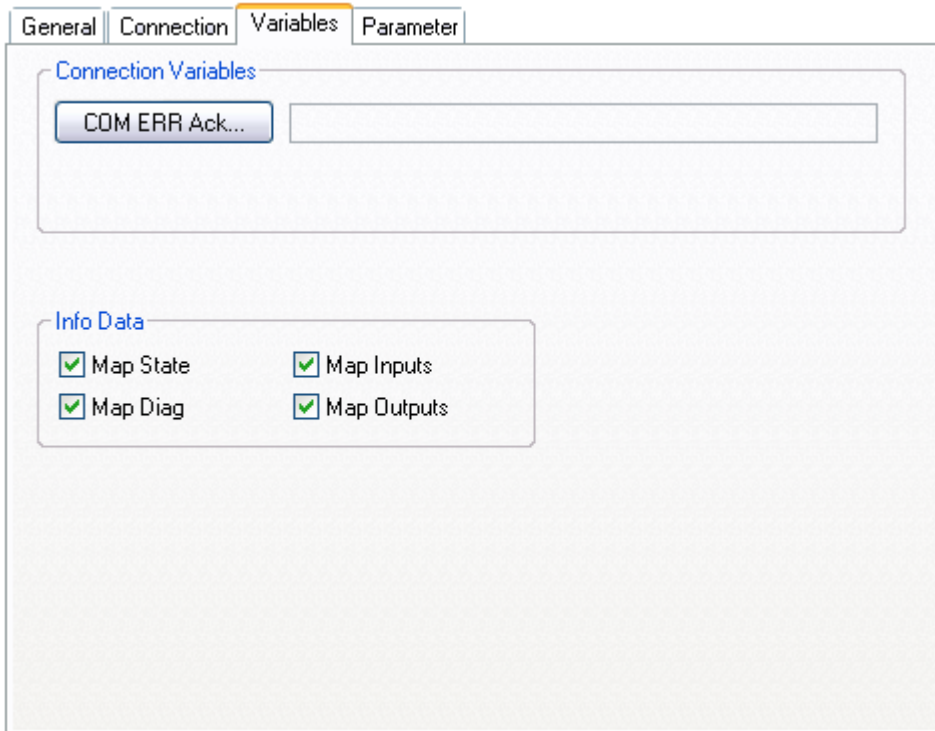 General Connection Variables Parameter
Connection Variables
COM ERR Ack...
Info Data
Map State Map Inputs
Map Diag Map Outputs